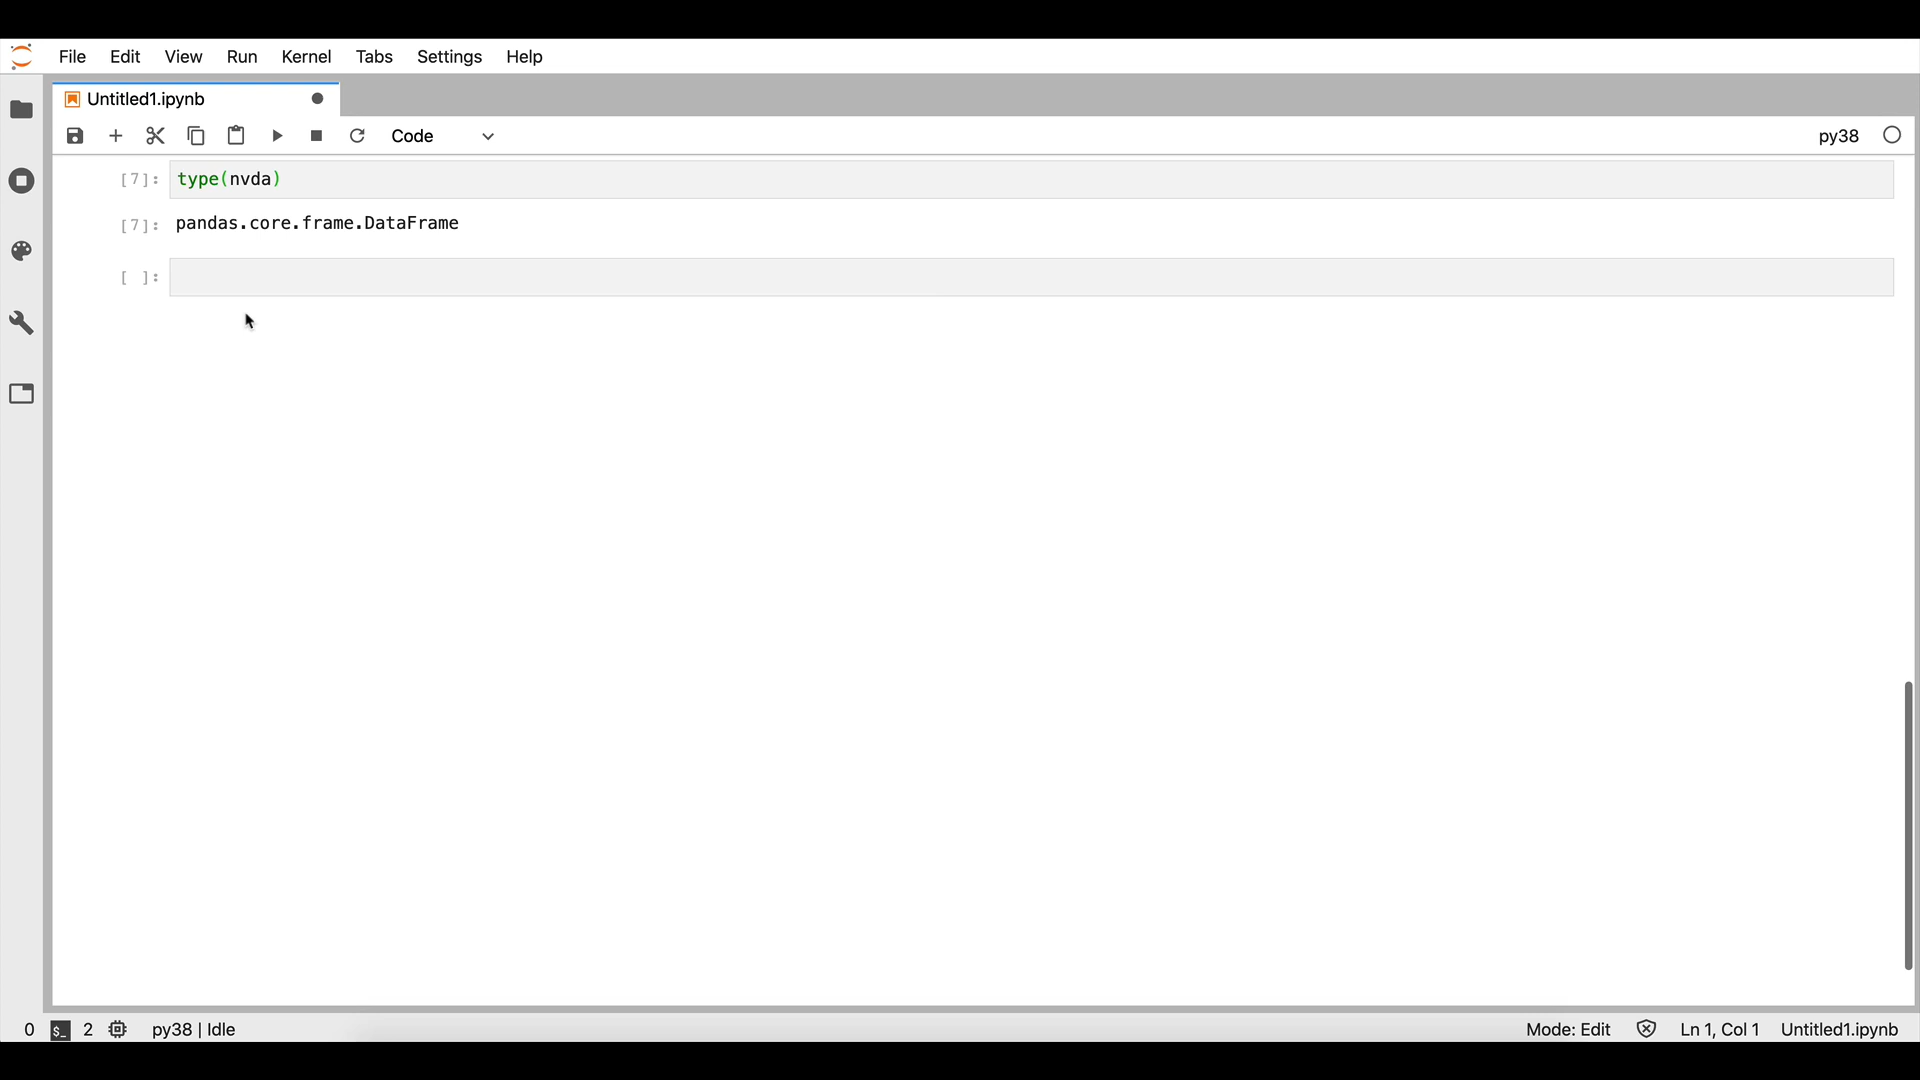 File Edit View Run Kernel Tabs Settings Help
Untitled1.ipynb
Code
py38
[7]: type(nvda)
[7]: pandas.core.frame.DataFrame
[ ]:
0 $_ 2 py38 | Idle Mode: Edit Ln 1, Col 1 Untitled1.ipynb